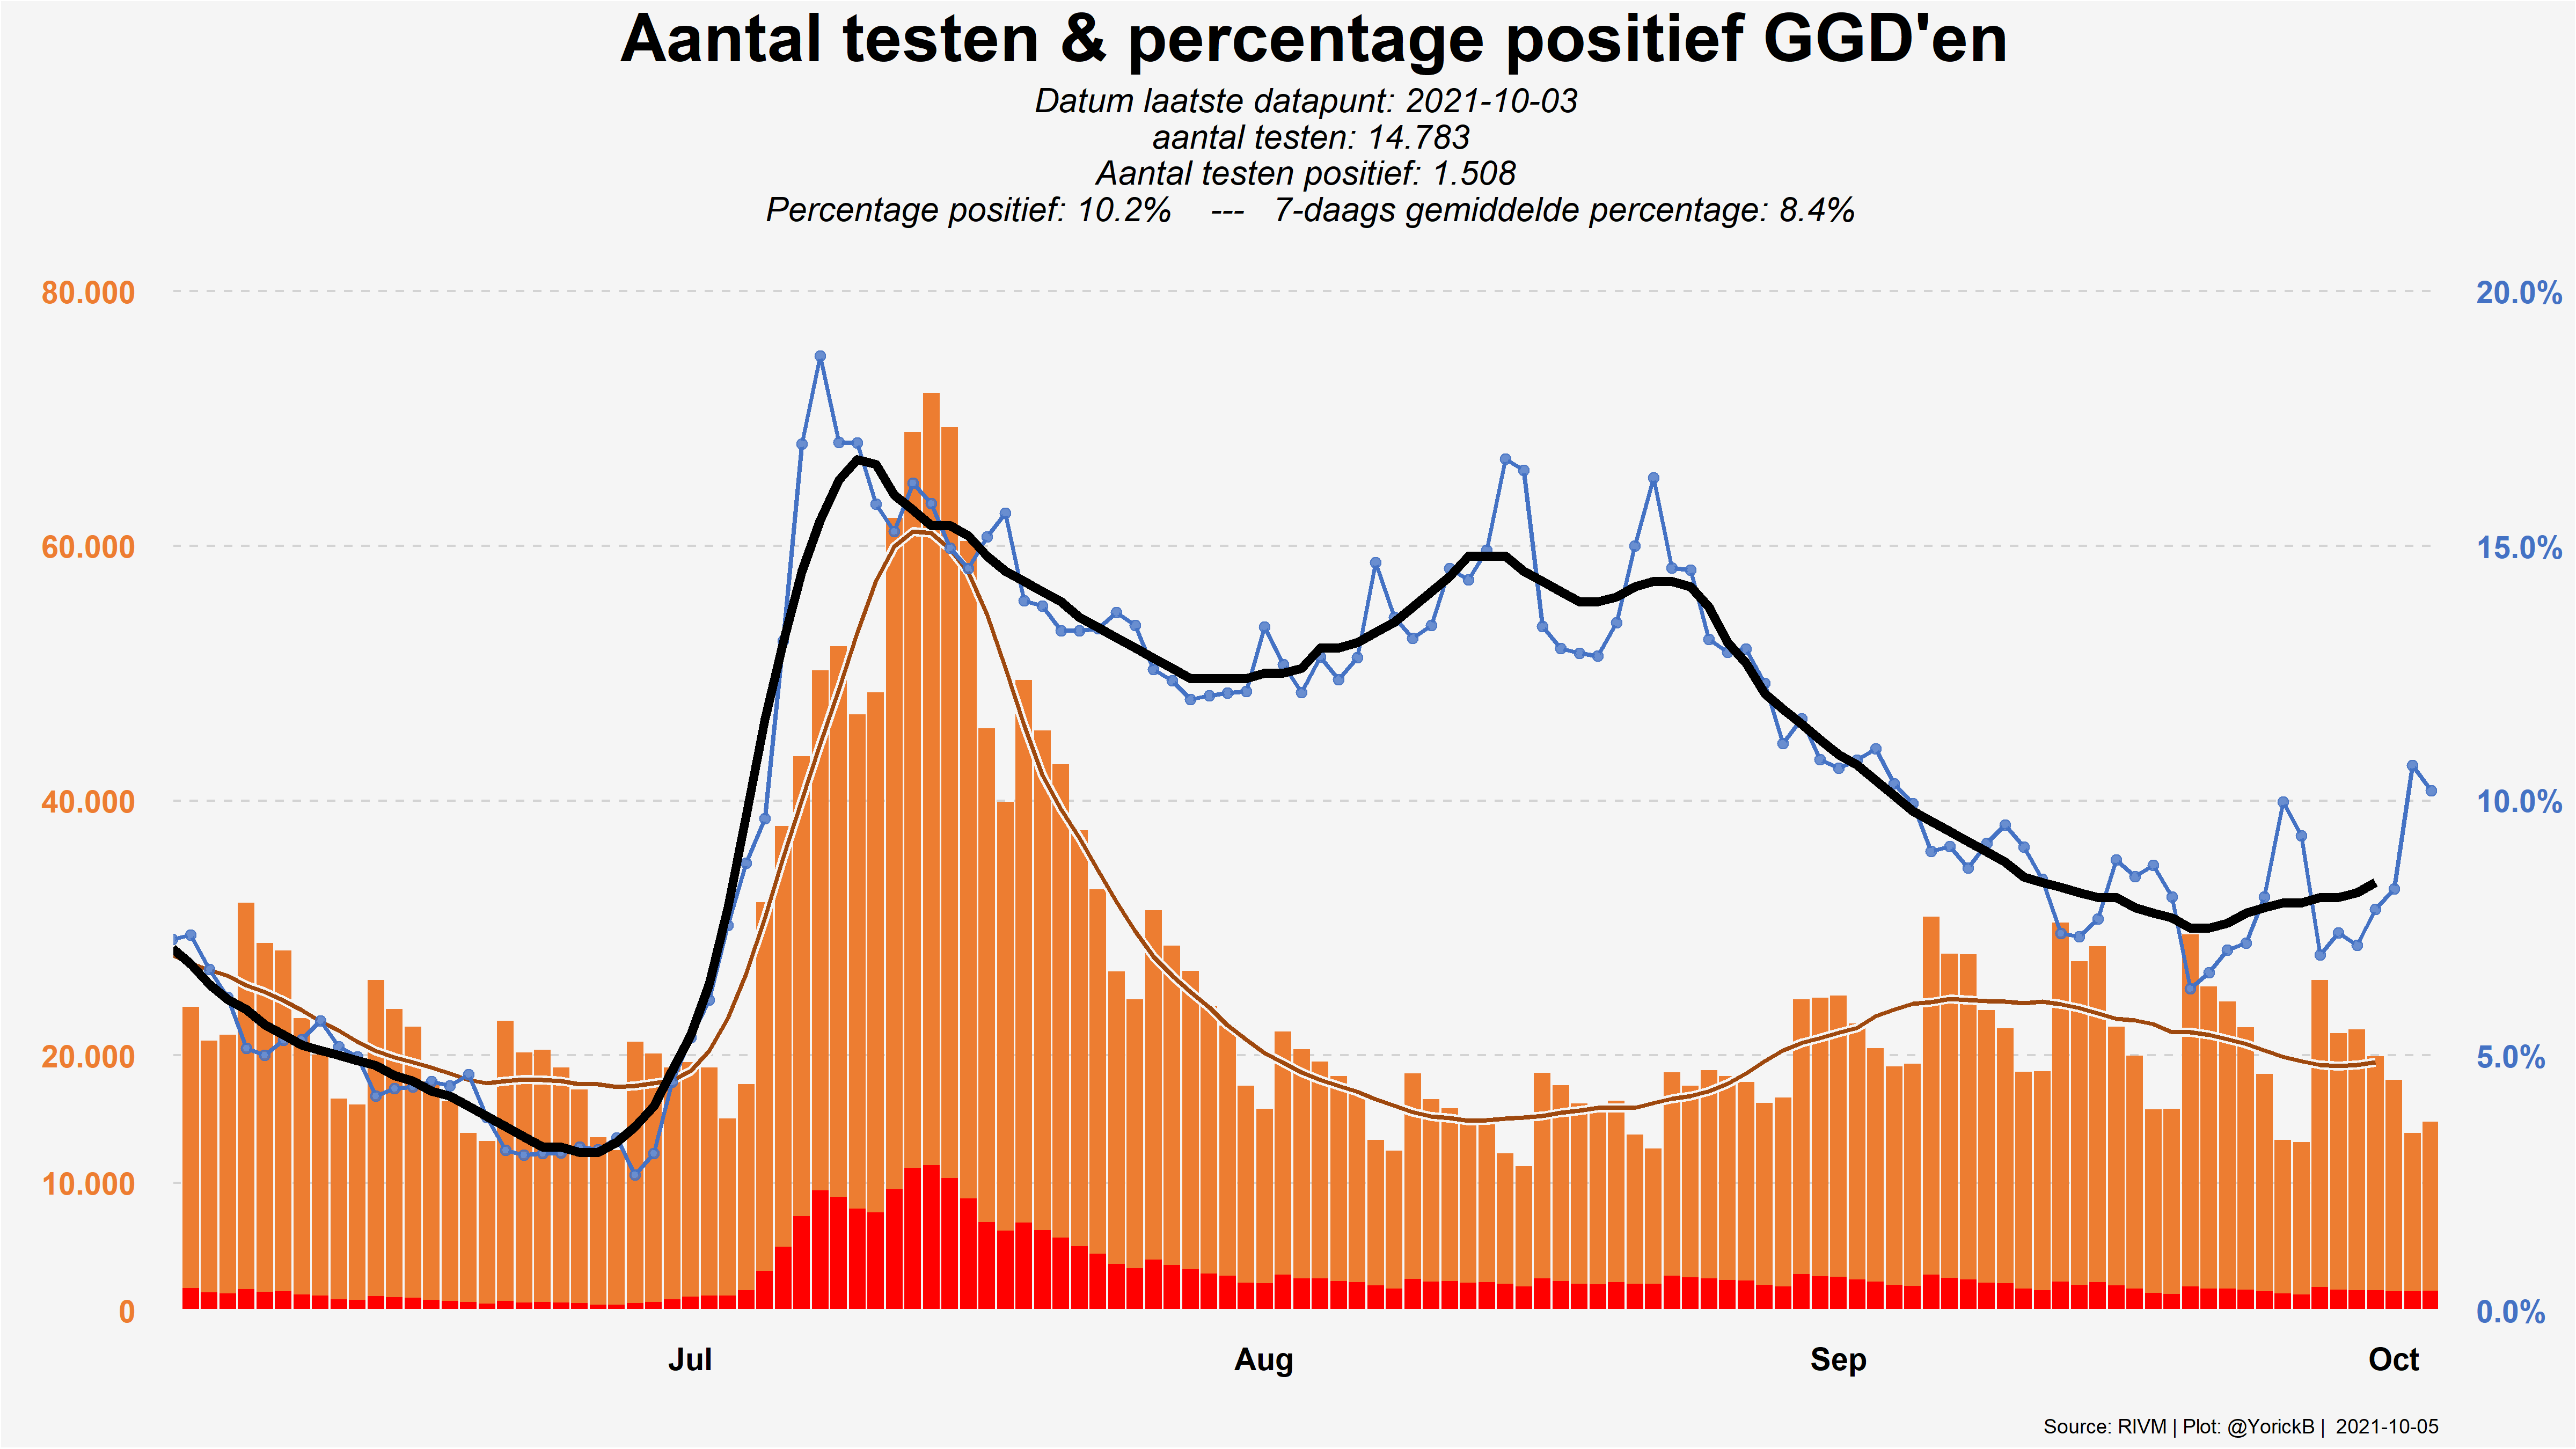 Aantal testen & percentage positief GGD'en
Datum laatste datapunt: 2021-10-03
aantal testen: 14.783
Aantal testen positief: 1.508
Percentage positief: 10.2% --- 7-daags gemiddelde percentage: 8.4%
80.000
20.0%
60.000
15.0%
40.000
10.0%
20.000
5.0%
10.000
0
0.0%
Jul
Aug
Sep
Oct
Source: RIVM | Plot: @YorickB | 2021-10-05